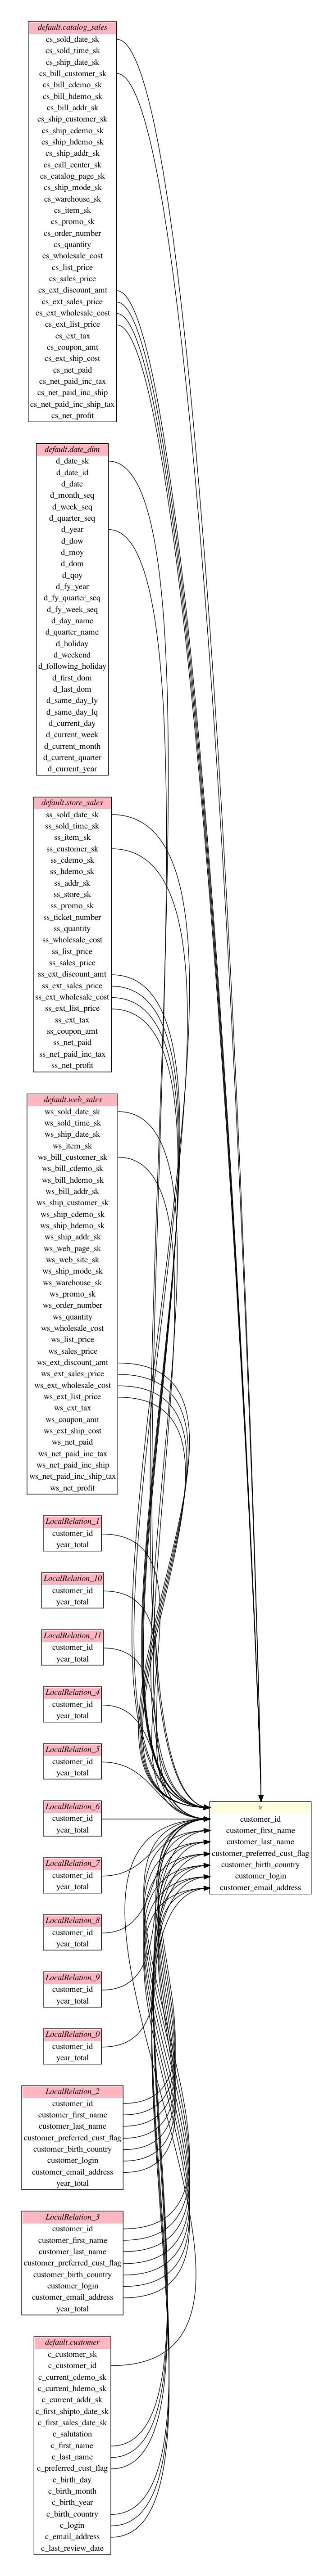 default.catalog_sales
cs_sold_date_sk
cs_sold_time_sk
cs_ship_date_sk
cs_bill_customer_sk
cs_bill_cdemo_sk
cs_bill_hdemo_sk
cs_bill_addr_sk
cs_ship_customer_sk
cs_ship_cdemo_sk
cs_ship_hdemo_sk
cs_ship_addr_sk
cs_call_center_sk
cs_catalog_page_sk
cs_ship_mode_sk
cs_warehouse_sk
cs_item_sk
cs_promo_sk
cs_order_number
cs_quantity
cs_wholesale_cost
cs_list_price
cs_sales_price
cs_ext_discount_amt
cs_ext_sales_price
cs_ext_wholesale_cost
cs_ext_list_price
cs_ext_tax
cs_coupon_amt
cs_ext_ship_cost
cs_net_paid
cs_net_paid_inc_tax
cs_net_paid_inc_ship
cs_net_paid_inc_ship_tax
cs_net_profit
default.date_dim
d_date_sk
d_date_id
d_date
d_month_seq
d_week_seq
d_quarter_seq
d_year
d_dow
d_moy
d_dom
d_qoy
d_fy_year
d_fy_quarter_seq
d_fy_week_seq
d_day_name
d_quarter_name
d_holiday
d_weekend
d_following_holiday
d_first_dom
d_last_dom
d_same_day_ly
d_same_day_lq
d_current_day
d_current_week
d_current_month
d_current_quarter
d_current_year
default.store_sales
ss_sold_date_sk
ss_sold_time_sk
ss_item_sk
ss_customer_sk
ss_cdemo_sk
ss_hdemo_sk
ss_addr_sk
ss_store_sk
ss_promo_sk
ss_ticket_number
ss_quantity
ss_wholesale_cost
ss_list_price
ss_sales_price
ss_ext_discount_amt
ss_ext_sales_price
ss_ext_wholesale_cost
ss_ext_list_price
ss_ext_tax
ss_coupon_amt
ss_net_paid
ss_net_paid_inc_tax
ss_net_profit
default.web_sales
ws_sold_date_sk
ws_sold_time_sk
ws_ship_date_sk
ws_item_sk
ws_bill_customer_sk
ws_bill_cdemo_sk
ws_bill_hdemo_sk
ws_bill_addr_sk
ws_ship_customer_sk
ws_ship_cdemo_sk
ws_ship_hdemo_sk
ws_ship_addr_sk
ws_web_page_sk
ws_web_site_sk
ws_ship_mode_sk
ws_warehouse_sk
ws_promo_sk
ws_order_number
ws_quantity
ws_wholesale_cost
ws_list_price
ws_sales_price
ws_ext_discount_amt
ws_ext_sales_price
ws_ext_wholesale_cost
ws_ext_list_price
ws_ext_tax
ws_coupon_amt
ws_ext_ship_cost
ws_net_paid
ws_net_paid_inc_tax
ws_net_paid_inc_ship
ws_net_paid_inc_ship_tax
ws_net_profit
LocalRelation_1
customer_id
year_total
LocalRelation_10
customer_id
year_total
LocalRelation_11
customer_id
year_total
LocalRelation_4
customer_id
year_total
LocalRelation_5
customer_id
year_total
LocalRelation_6
customer_id
year_total
LocalRelation_7
customer_id
year_total
LocalRelation_8
customer_id
year_total
LocalRelation_9
customer_id
year_total
LocalRelation_0
customer_id
year_total
LocalRelation_2
customer_id
customer_first_name
customer_last_name
customer_preferred_cust_flag
customer_birth_country
customer_login
customer_email_address
year_total
LocalRelation_3
customer_id
customer_first_name
customer_last_name
customer_preferred_cust_flag
customer_birth_country
customer_login
customer_email_address
year_total
default.customer
c_customer_sk
c_customer_id
c_current_cdemo_sk
c_current_hdemo_sk
c_current_addr_sk
c_first_shipto_date_sk
c_first_sales_date_sk
c_salutation
c_first_name
c_last_name
c_preferred_cust_flag
c_birth_day
c_birth_month
c_birth_year
c_birth_country
c_login
c_email_address
c_last_review_date
v
customer_id
customer_first_name
customer_last_name
customer_preferred_cust_flag
customer_birth_country
customer_login
customer_email_address